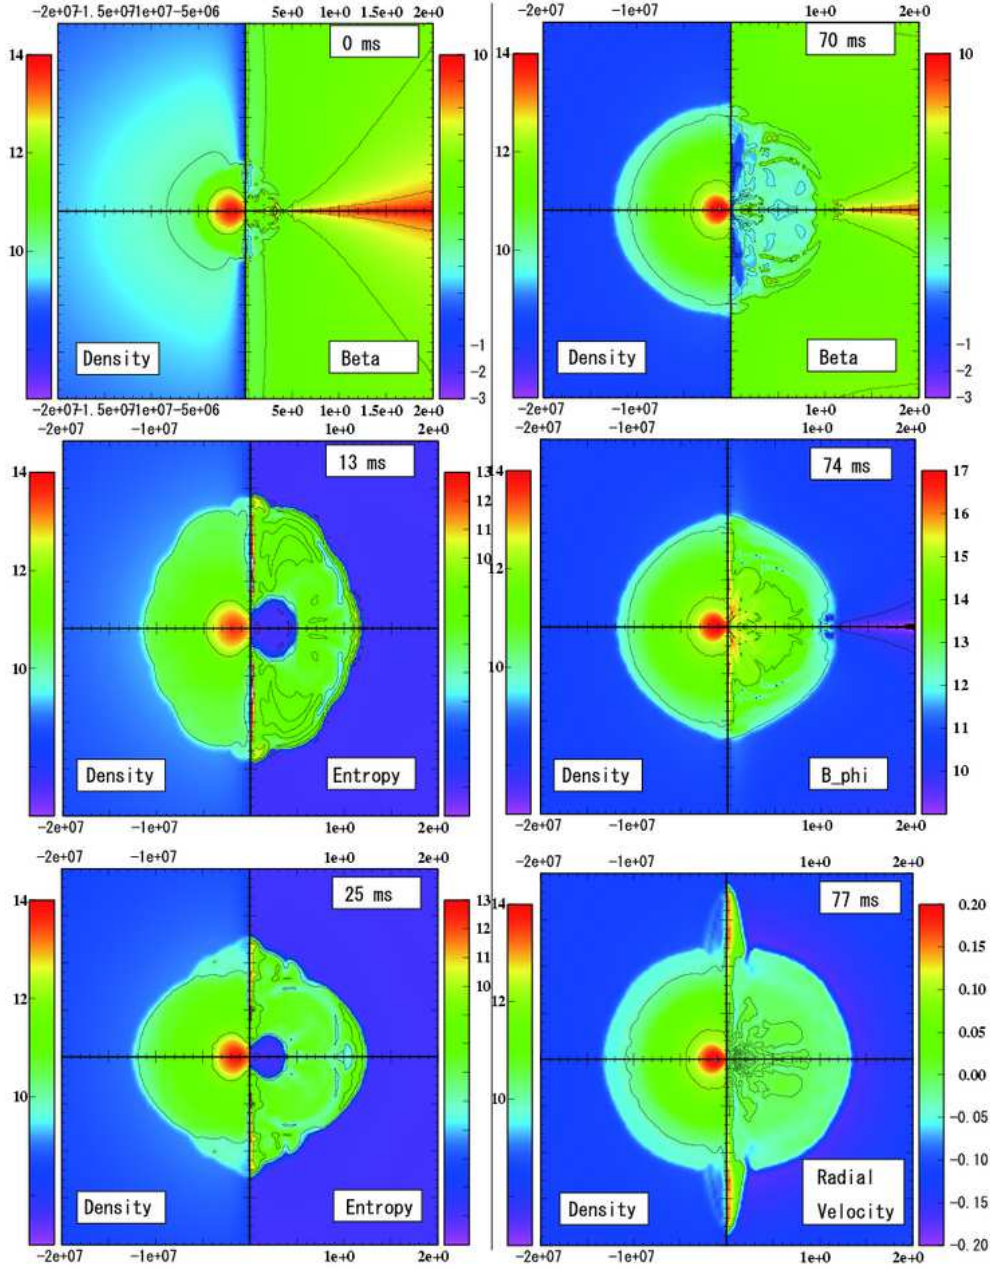 −2e+07−1.5e+07−1e+07−5e+06 5e+0 1e+0 1.5e+0 2e+0
14 0 ms 10
12
10
−1
−2
−3
Density Beta
−2e+07−1.5e+07−1e+07−5e+06 5e+0 1e+0 1.5e+0 2e+0
−2e+07 −1e+07 1e+0 2e+0
14 13 ms 13
12
11
10
12
10
Density Entropy
−2e+07 −1e+07 1e+0 2e+0
−2e+07 −1e+07 1e+0 2e+0
14 25 ms 13
12
11
10
12
10
Density Entropy
−2e+07 −1e+07 1e+0 2e+0
−2e+07 −1e+07 1e+0 2e+0
14 70 ms 10
12
10
−1
−2
−3
Density Beta
−2e+07 −1e+07 1e+0 2e+0
14 74 ms 17
16
15
12
14
13
10
12
11
10
Density B_phi
−2e+07 −1e+07 1e+0 2e+0
−2e+07 −1e+07 1e+0 2e+0
14 77 ms 0.20
0.15
0.10
12
0.05
0.00
10
−0.05
−0.10
−0.15
−0.20
Density Radial
Velocity
−2e+07 −1e+07 1e+0 2e+0